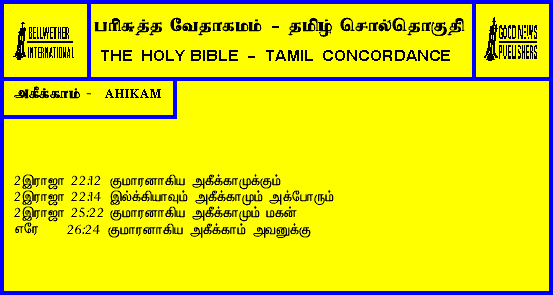 BELLWETHER
INTERNATIONAL
பரிசுத்த வேதாகமம் - தமிழ் சொல்தொகுதி
THE HOLY BIBLE - TAMIL CONCORDANCE
GOOD NEWS
PUBLISHERS
அகீக்காம் - AHIKAM
2இராஜா 22:12 குமாரனாகிய அகீக்காமுக்கும்
2இராஜா 22:14 இல்க்கியாவும் அகீக்காமும் அக்போரும்
2இராஜா 25:22 குமாரனாகிய அகீக்காமும் மகன்
எரே 26:24 குமாரனாகிய அகீக்காம் அவனுக்கு